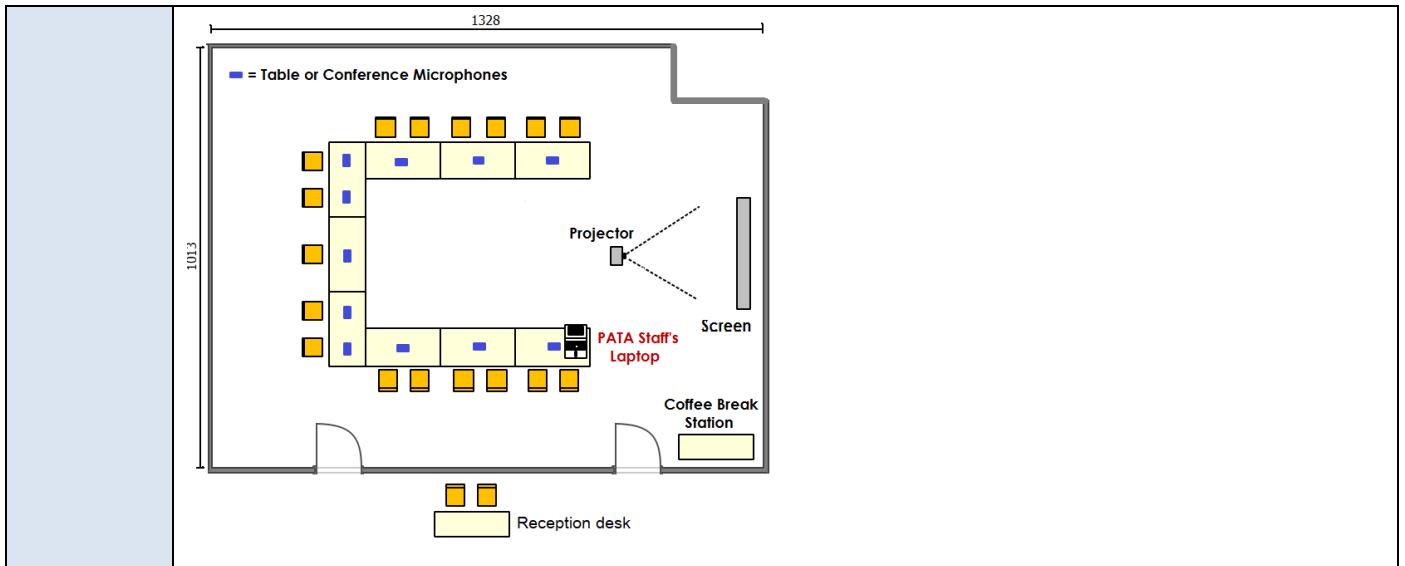 1328
= Table or Conference Microphones
1013
Projector
Screen
PATA Staff's
Laptop
Coffee Break
Station
Reception desk